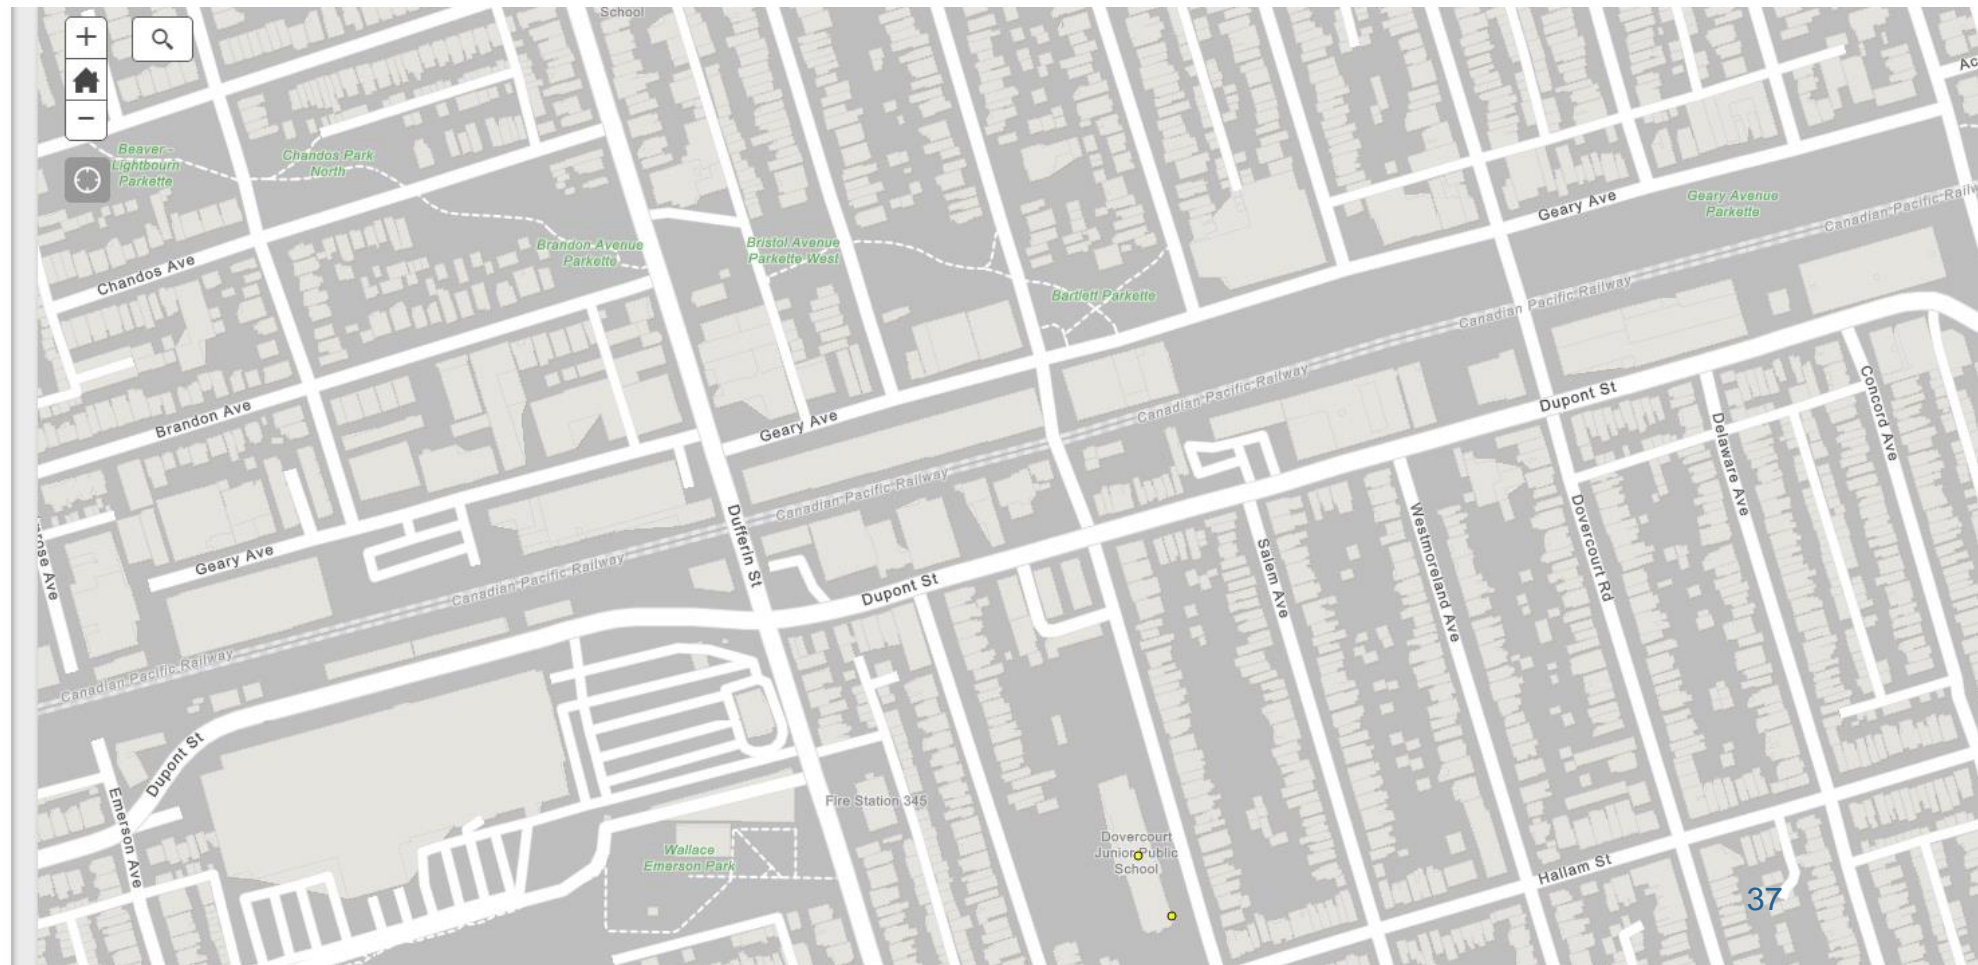 School
+
−
Beaver -
Lightbourn
Parkette
Chandos Park
North
Ac
Geary Avenue
Parkette
Geary Ave
Canadian Pacific Railw
Brandon Avenue
Parkette
Bristol Avenue
Parkette West
Chandos Ave
Bartlett Parkette
Canadian Pacific Railway
Canadian Pacific Railway
Dupont St
Concord Ave
Brandon Ave
Geary Ave
Delaware Ave
Canadian Pacific Railway
Dufferin St
Westmoreland Ave
Dovercourt Rd
rose Ave
Geary Ave
Canadian Pacific Railway
Dupont St
Salem Ave
Canadian Pacific Railway
Dupont St
Emerson Ave
Fire Station 345
Wallace
Emerson Park
Dovercourt
Junior Public
School
Hallam St
37